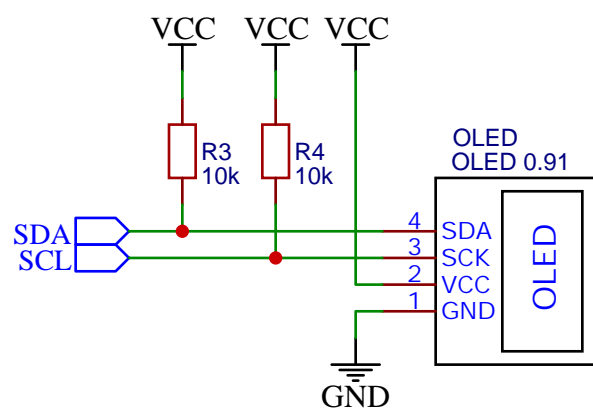 VCC VCC VCC
OLED
OLED 0.91
R3 R4
10k 10k
SDA 4 SDA
SCL 3 SCK
2 VCC
1 GND
OLED
GND